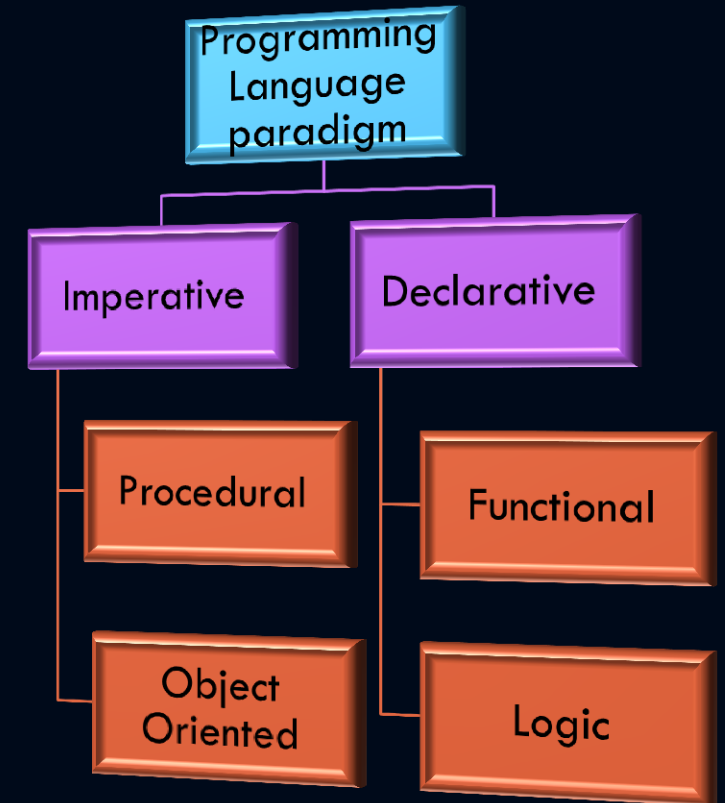 Programming
Language
paradigm
Imperative
Declarative
Procedural
Functional
Object
Oriented
Logic